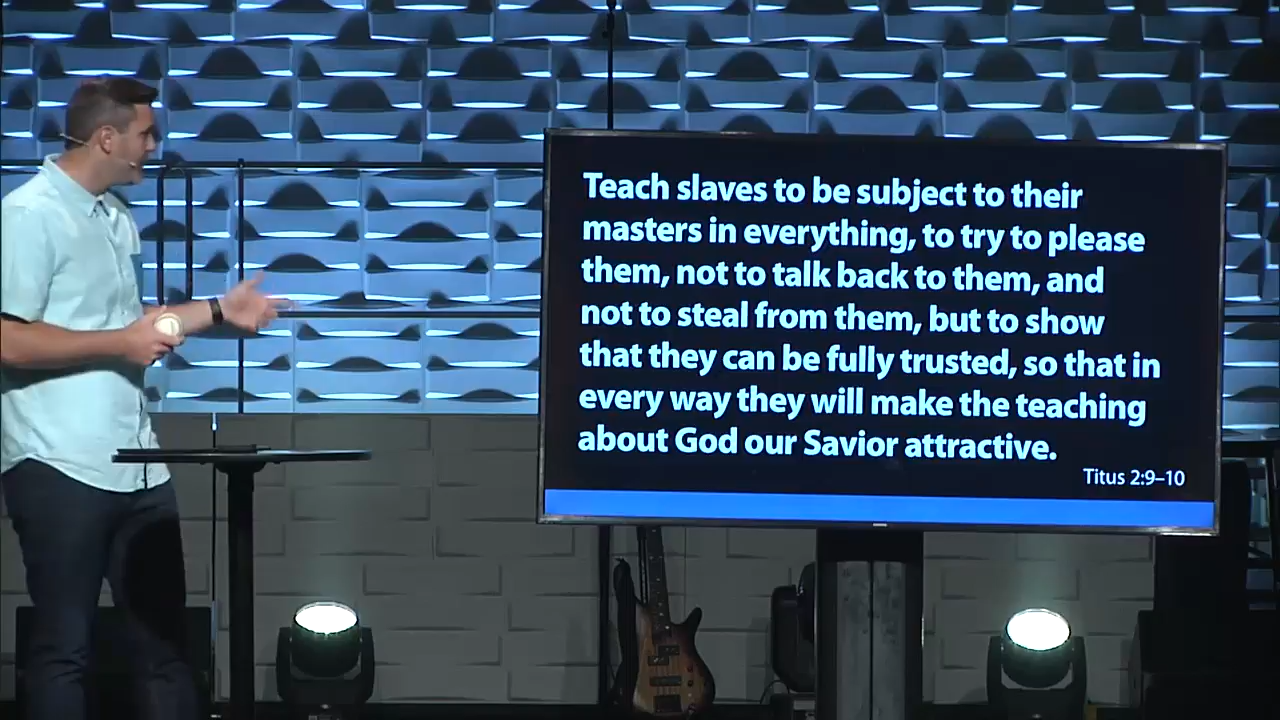 Teach slaves to be subject to their
masters in everything, to try to please
them, not to talk back to them, and
not to steal from them, but to show
that they can be fully trusted, so that in
every way they will make the teaching
about God our Savior attractive.
Titus 2:9–10